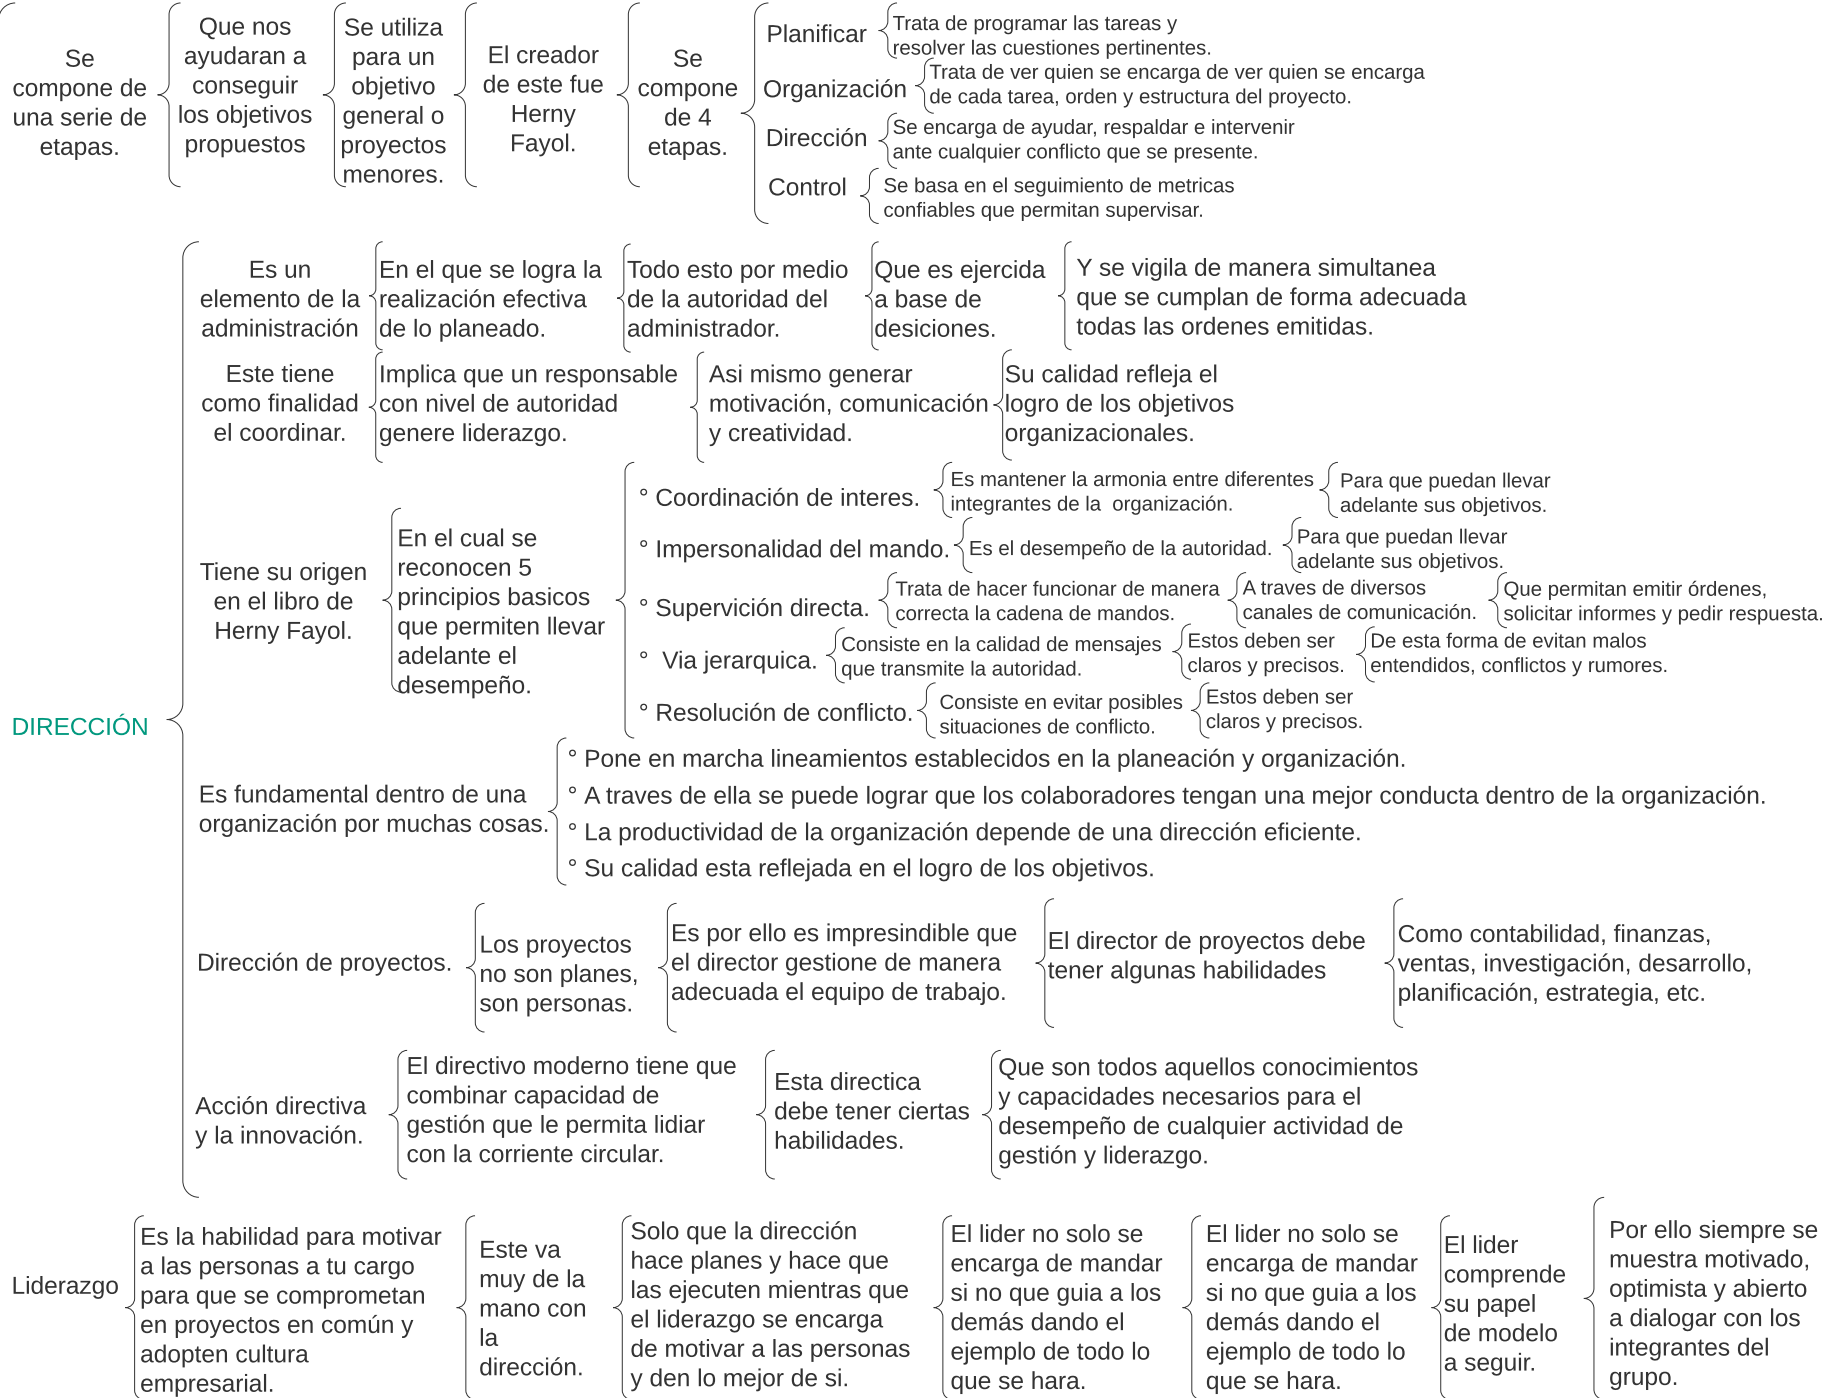 Se
compone de
una serie de
etapas.
Que nos
ayudaran a
conseguir
los objetivos
propuestos
Se utiliza
para un
objetivo
general o
proyectos
menores.
El creador
de este fue
Herny
Fayol.
Se
compone
de 4
etapas.
Planificar
Trata de programar las tareas y
resolver las cuestiones pertinentes.
Organización
Trata de ver quien se encarga de ver quien se encarga
de cada tarea, orden y estructura del proyecto.
Dirección
Se encarga de ayudar, respaldar e intervenir
ante cualquier conflicto que se presente.
Control
Se basa en el seguimiento de metricas
confiables que permitan supervisar.
DIRECCIÓN
Es un
elemento de la
administración
En el que se logra la
realización efectiva
de lo planeado.
Todo esto por medio
de la autoridad del
administrador.
Que es ejercida
a base de
desiciones.
Y se vigila de manera simultanea
que se cumplan de forma adecuada
todas las ordenes emitidas.
Este tiene
como finalidad
el coordinar.
Implica que un responsable
con nivel de autoridad
genere liderazgo.
Asi mismo generar
motivación, comunicación
y creatividad.
Su calidad refleja el
logro de los objetivos
organizacionales.
Tiene su origen
en el libro de
Herny Fayol.
En el cual se
reconocen 5
principios basicos
que permiten llevar
adelante el
desempeño.
° Coordinación de interes.
Es mantener la armonia entre diferentes
integrantes de la  organización.
Para que puedan llevar
adelante sus objetivos.
° Impersonalidad del mando.
Es el desempeño de la autoridad.
Para que puedan llevar
adelante sus objetivos.
° Supervición directa.
Trata de hacer funcionar de manera
correcta la cadena de mandos.
A traves de diversos
canales de comunicación.
Que permitan emitir órdenes,
solicitar informes y pedir respuesta.
°  Via jerarquica.
Consiste en la calidad de mensajes
que transmite la autoridad.
Estos deben ser
claros y precisos.
De esta forma de evitan malos
entendidos, conflictos y rumores.
° Resolución de conflicto.
Consiste en evitar posibles
situaciones de conflicto.
Estos deben ser
claros y precisos.
Es fundamental dentro de una
organización por muchas cosas.
° Pone en marcha lineamientos establecidos en la planeación y organización.
° A traves de ella se puede lograr que los colaboradores tengan una mejor conducta dentro de la organización.
° La productividad de la organización depende de una dirección eficiente.
° Su calidad esta reflejada en el logro de los objetivos.
Dirección de proyectos.
Los proyectos
no son planes,
son personas.
Es por ello es impresindible que
el director gestione de manera
adecuada el equipo de trabajo.
El director de proyectos debe
tener algunas habilidades
Como contabilidad, finanzas,
ventas, investigación, desarrollo,
planificación, estrategia, etc.
Acción directiva
y la innovación.
El directivo moderno tiene que
combinar capacidad de
gestión que le permita lidiar
con la corriente circular.
Esta directica
debe tener ciertas
habilidades.
Que son todos aquellos conocimientos
y capacidades necesarios para el
desempeño de cualquier actividad de
gestión y liderazgo.
Liderazgo
Es la habilidad para motivar
a las personas a tu cargo
para que se comprometan
en proyectos en común y
adopten cultura
empresarial.
Este va
muy de la
mano con
la
dirección.
Solo que la dirección
hace planes y hace que
las ejecuten mientras que
el liderazgo se encarga
de motivar a las personas
y den lo mejor de si.
El lider no solo se
encarga de mandar
si no que guia a los
demás dando el
ejemplo de todo lo
que se hara.
El lider no solo se
encarga de mandar
si no que guia a los
demás dando el
ejemplo de todo lo
que se hara.
El lider
comprende
su papel
de modelo
a seguir.
Por ello siempre se
muestra motivado,
optimista y abierto
a dialogar con los
integrantes del
grupo.